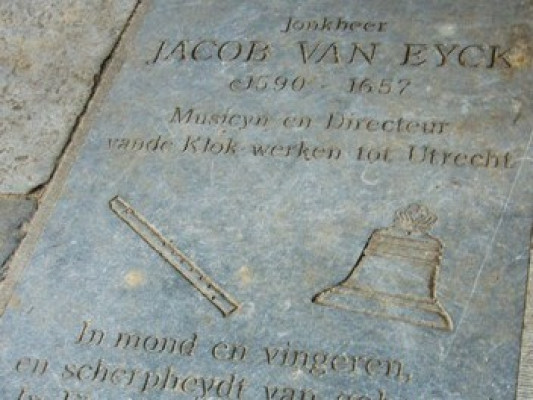 Jonkheer
JACOB VAN EYCK
c1590 - 1657
Musicyn en Directeur
vande Klok-werken tot Utrecht
In mond en vingeren,
en scherpheydt van